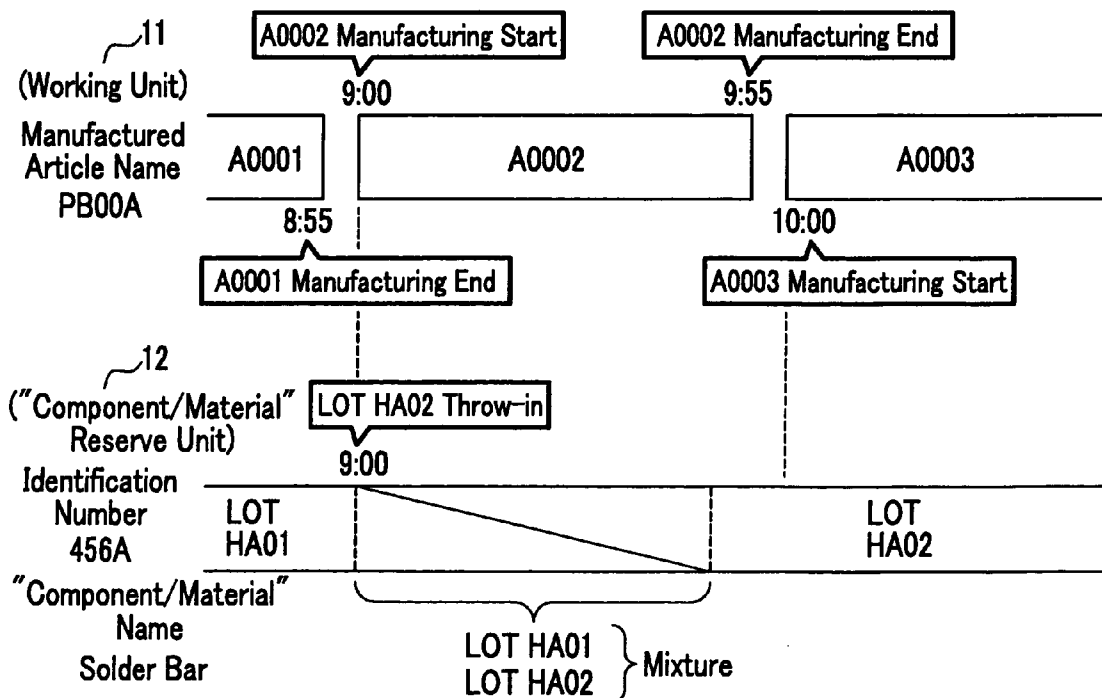 11
(Working Unit)
A0002 Manufacturing Start
A0002 Manufacturing End
9:00
9:55
Manufactured
Article Name
PB00A
A0001
A0002
A0003
8:55
10:00
A0001 Manufacturing End
A0003 Manufacturing Start
12
("Component/Material"
Reserve Unit)
LOT HA02 Throw-in
9:00
Identification
Number
456A
LOT
HA01
LOT
HA02
"Component/Material"
Name
Solder Bar
LOT HA01
LOT HA02
Mixture